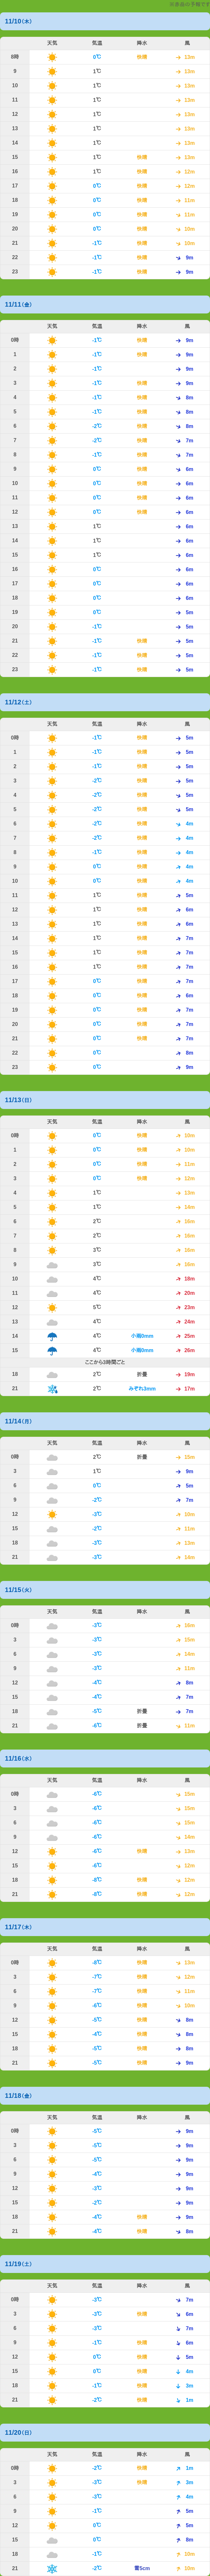 11/10(木)
天気 気温 降水 風
8時 0℃ 快晴 13m
9 1℃ 13m
10 1℃ 13m
11 1℃ 13m
12 1℃ 13m
13 1℃ 13m
14 1℃ 13m
15 1℃ 快晴 13m
16 1℃ 快晴 12m
17 0℃ 快晴 12m
18 0℃ 快晴 11m
19 0℃ 快晴 11m
20 0℃ 快晴 10m
21 -1℃ 快晴 10m
22 -1℃ 快晴 9m
23 -1℃ 快晴 9m
11/11(金)
天気 気温 降水 風
0時 -1℃ 快晴 9m
1 -1℃ 快晴 9m
2 -1℃ 快晴 9m
3 -1℃ 快晴 9m
4 -1℃ 快晴 8m
5 -1℃ 快晴 8m
6 -2℃ 快晴 8m
7 -2℃ 快晴 7m
8 -1℃ 快晴 7m
9 0℃ 快晴 6m
10 0℃ 快晴 6m
11 0℃ 快晴 6m
12 0℃ 快晴 6m
13 1℃ 6m
14 1℃ 6m
15 1℃ 6m
16 0℃ 6m
17 0℃ 6m
18 0℃ 6m
19 0℃ 5m
20 -1℃ 5m
21 -1℃ 快晴 5m
22 -1℃ 快晴 5m
23 -1℃ 快晴 5m
11/12(土)
天気 気温 降水 風
0時 -1℃ 快晴 5m
1 -1℃ 快晴 5m
2 -1℃ 快晴 5m
3 -2℃ 快晴 5m
4 -2℃ 快晴 5m
5 -2℃ 快晴 5m
6 -2℃ 快晴 4m
7 -2℃ 快晴 4m
8 -1℃ 快晴 4m
9 0℃ 快晴 4m
10 0℃ 快晴 4m
11 1℃ 快晴 5m
12 1℃ 快晴 6m
13 1℃ 快晴 6m
14 1℃ 快晴 7m
15 1℃ 快晴 7m
16 1℃ 快晴 7m
17 0℃ 快晴 7m
18 0℃ 快晴 6m
19 0℃ 快晴 7m
20 0℃ 快晴 7m
21 0℃ 快晴 7m
22 0℃ 8m
23 0℃ 9m
11/13(日)
天気 気温 降水 風
0時 0℃ 快晴 10m
1 0℃ 快晴 10m
2 0℃ 快晴 11m
3 0℃ 快晴 12m
4 1℃ 13m
5 1℃ 14m
6 2℃ 16m
7 2℃ 16m
8 3℃ 16m
9 3℃ 16m
10 4℃ 18m
11 4℃ 20m
12 5℃ 23m
13 4℃ 24m
14 4℃ 小雨0mm 25m
15 4℃ 小雨0mm 26m
ここから3時間ごと
18 2℃ 19m
21 2℃ みぞれ3mm 17m
11/14(月)
天気 気温 降水 風
0時 2℃ 15m
3 1℃ 9m
6 0℃ 5m
9 -2℃ 7m
12 -3℃ 10m
15 -2℃ 11m
18 -3℃ 13m
21 -3℃ 14m
11/15(火)
天気 気温 降水 風
0時 -3℃ 16m
3 -3℃ 15m
6 -3℃ 14m
9 -3℃ 11m
12 -4℃ 8m
15 -4℃ 7m
18 -5℃ 7m
21 -6℃ 11m
11/16(水)
天気 気温 降水 風
0時 -6℃ 15m
3 -6℃ 15m
6 -6℃ 15m
9 -6℃ 14m
12 -6℃ 快晴 13m
15 -6℃ 12m
18 -8℃ 快晴 12m
21 -8℃ 快晴 12m
11/17(木)
天気 気温 降水 風
0時 -8℃ 快晴 13m
3 -7℃ 快晴 12m
6 -7℃ 快晴 11m
9 -6℃ 快晴 10m
12 -5℃ 快晴 8m
15 -4℃ 快晴 8m
18 -5℃ 快晴 8m
21 -5℃ 快晴 9m
11/18(金)
天気 気温 降水 風
0時 -5℃ 9m
3 -5℃ 9m
6 -5℃ 9m
9 -4℃ 9m
12 -3℃ 9m
15 -2℃ 9m
18 -4℃ 快晴 9m
21 -4℃ 快晴 8m
11/19(土)
天気 気温 降水 風
0時 -3℃ 7m
3 -3℃ 快晴 6m
6 -3℃ 7m
9 -1℃ 快晴 6m
12 0℃ 5m
15 0℃ 4m
18 -1℃ 快晴 3m
21 -2℃ 快晴 1m
11/20(日)
天気 気温 降水 風
0時 -2℃ 快晴 1m
3 -3℃ 快晴 3m
6 -3℃ 4m
9 -1℃ 5m
12 0℃ 5m
15 0℃ 8m
18 -1℃ 10m
21 -2℃ 雪5cm 10m